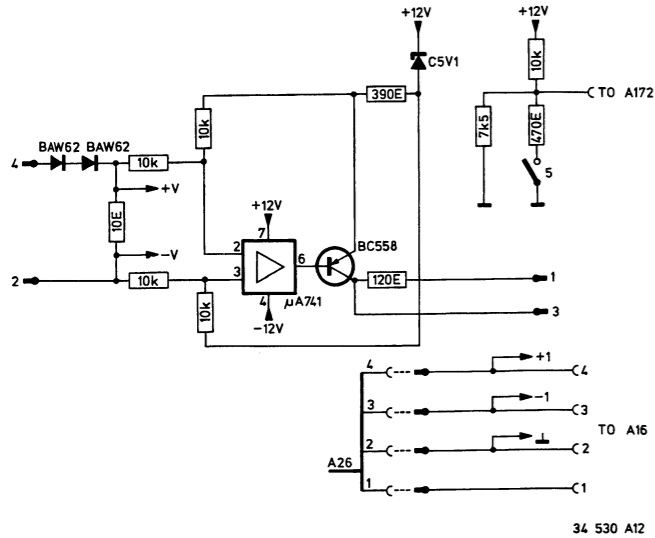 +12V
+12V
C5V1
10k
390E
TO A172
10k
7k5
470E
BAW62 BAW62
4
10k
5
+V
+12V
10E
7
BC558
-V
2
6
2
10k
3
1
120E
4
µA741
10k
-12V
3
4
+1
4
3
-1
3
TO A16
2
2
A26
1
1
34 530 A12